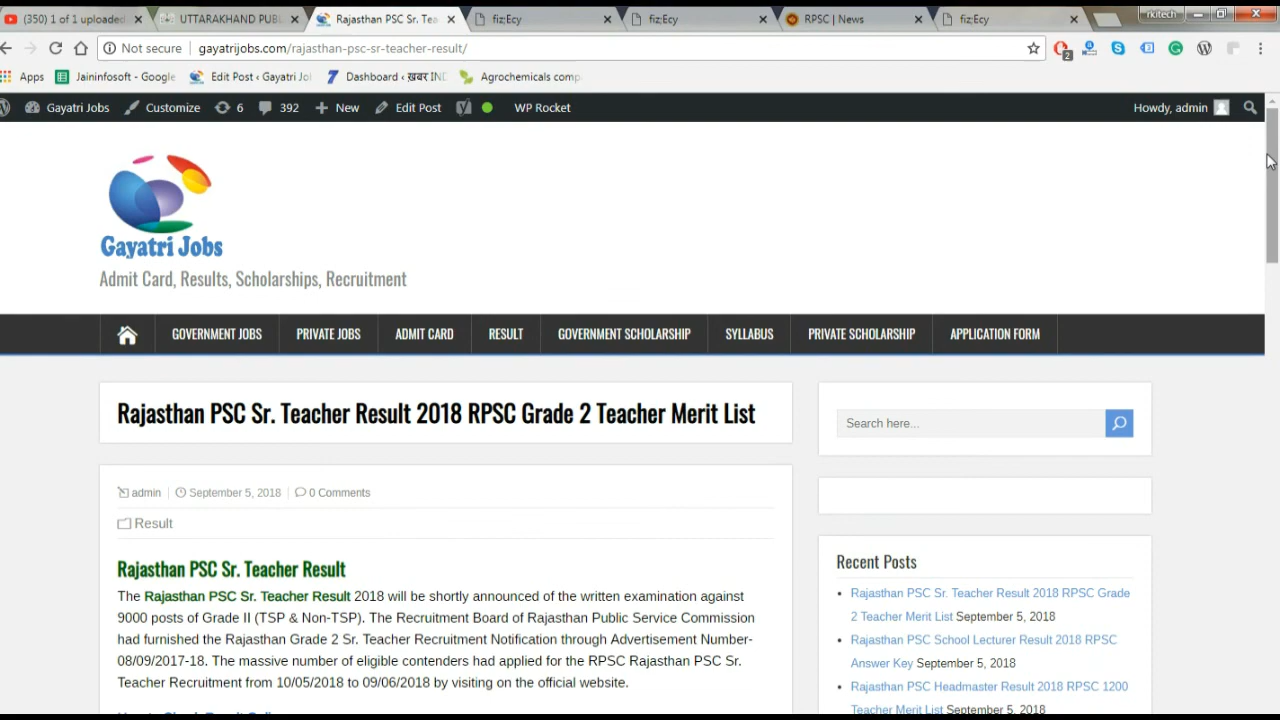 (350) 1 of 1 uploaded
UTTARAKHAND PUBL
Rajasthan PSC Sr. Tea
fiz:Ecy
fiz:Ecy
RPSC | News
fiz:Ecy
rkitech
Not secure
gayatrijobs.com/rajasthan-psc-sr-teacher-result/
2
Apps
Jaininfosoft - Google
Edit Post ‹ Gayatri Jo
Dashboard ‹ ख़बर IND
Agrochemicals comp
Gayatri Jobs
Customize
6
392
New
Edit Post
WP Rocket
Howdy, admin
Gayatri Jobs
Admit Card, Results, Scholarships, Recruitment
GOVERNMENT JOBS
PRIVATE JOBS
ADMIT CARD
RESULT
GOVERNMENT SCHOLARSHIP
SYLLABUS
PRIVATE SCHOLARSHIP
APPLICATION FORM
Rajasthan PSC Sr. Teacher Result 2018 RPSC Grade 2 Teacher Merit List
admin
September 5, 2018
0 Comments
Result
Rajasthan PSC Sr. Teacher Result
The Rajasthan PSC Sr. Teacher Result 2018 will be shortly announced of the written examination against
9000 posts of Grade II (TSP & Non-TSP). The Recruitment Board of Rajasthan Public Service Commission
had furnished the Rajasthan Grade 2 Sr. Teacher Recruitment Notification through Advertisement Number-
08/09/2017-18. The massive number of eligible contenders had applied for the RPSC Rajasthan PSC Sr.
Teacher Recruitment from 10/05/2018 to 09/06/2018 by visiting on the official website.
Search here...
Recent Posts
Rajasthan PSC Sr. Teacher Result 2018 RPSC Grade
2 Teacher Merit List September 5, 2018
Rajasthan PSC School Lecturer Result 2018 RPSC
Answer Key September 5, 2018
Rajasthan PSC Headmaster Result 2018 RPSC 1200
Teacher Merit List September 5, 2018